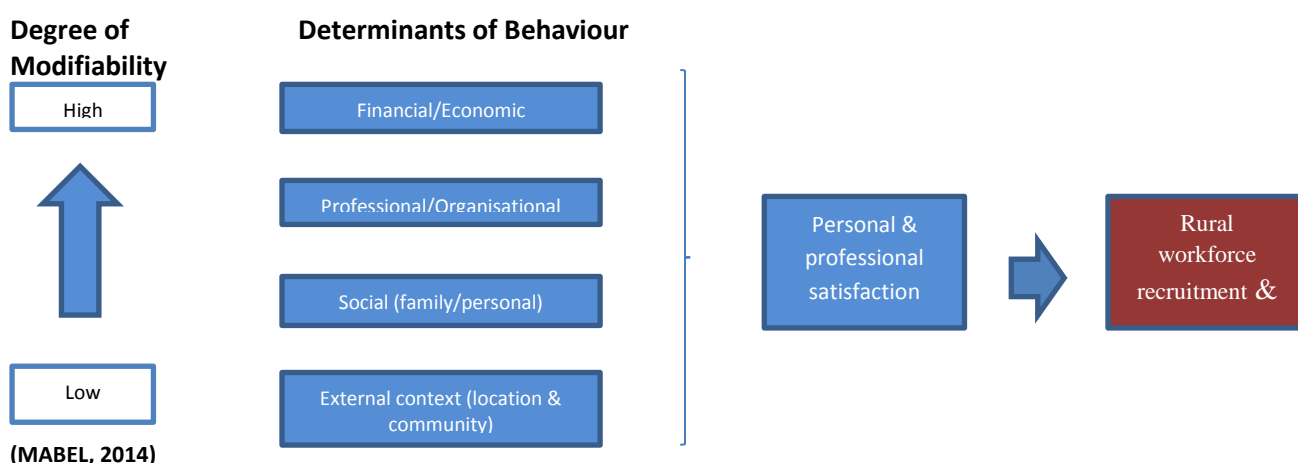 Degree of
Modifiability
Determinants of Behaviour
High
Financial/Economic
Professional/Organisational
Social (family/personal)
Low
External context (location &
community)
Personal &
professional
satisfaction
Rural
workforce
recruitment &
(MABEL, 2014)